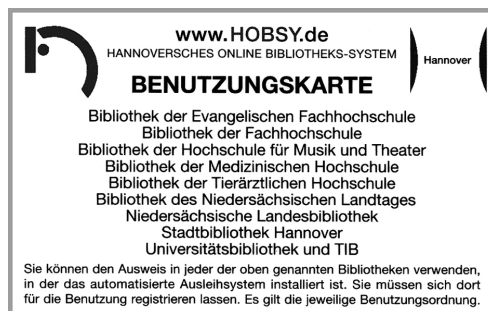 www.HOBSY.de
HANNOVERSCHES ONLINE BIBLIOTHEKS-SYSTEM
Hannover
BENUTZUNGSKARTE
Bibliothek der Evangelischen Fachhochschule
Bibliothek der Fachhochschule
Bibliothek der Hochschule für Musik und Theater
Bibliothek der Medizinischen Hochschule
Bibliothek der Tierärztlichen Hochschule
Bibliothek des Niedersächsischen Landtages
Niedersächsische Landesbibliothek
Stadtbibliothek Hannover
Universitätsbibliothek und TIB
Sie können den Ausweis in jeder der oben genannten Bibliotheken verwenden,
in der das automatisierte Ausleihsystem installiert ist. Sie müssen sich dort
für die Benutzung registrieren lassen. Es gilt die jeweilige Benutzungsordnung.